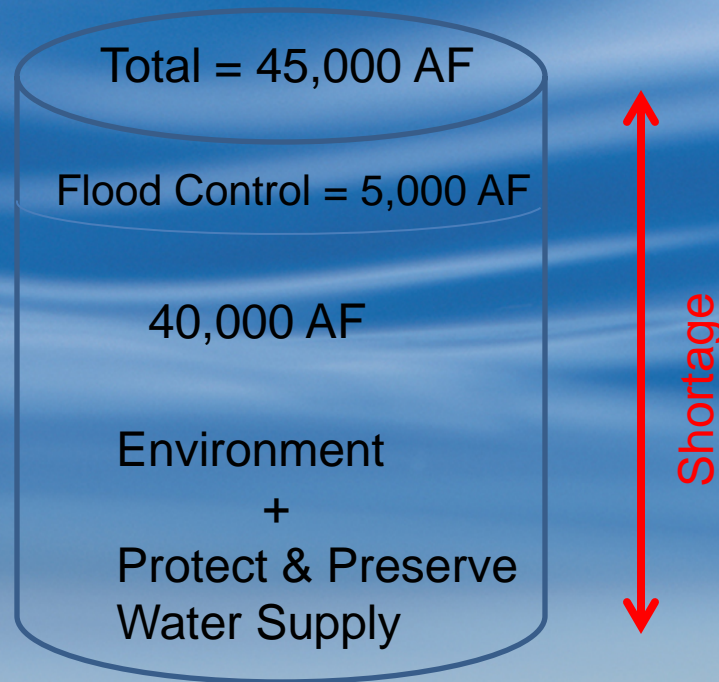 Total = 45,000 AF
Flood Control = 5,000 AF
40,000 AF
Environment
+
Protect & Preserve
Water Supply
Shortage